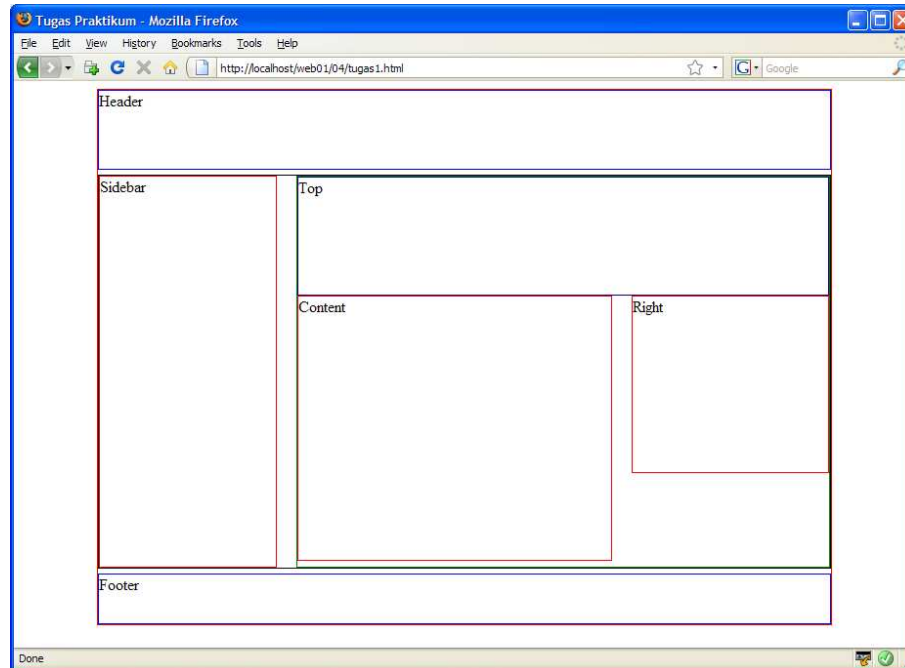 Tugas Praktikum - Mozilla Firefox
File Edit View History Bookmarks Tools Help
http://localhost/web01/04/tugas1.html
G Google
Header
Sidebar
Top
Content
Right
Footer
Done